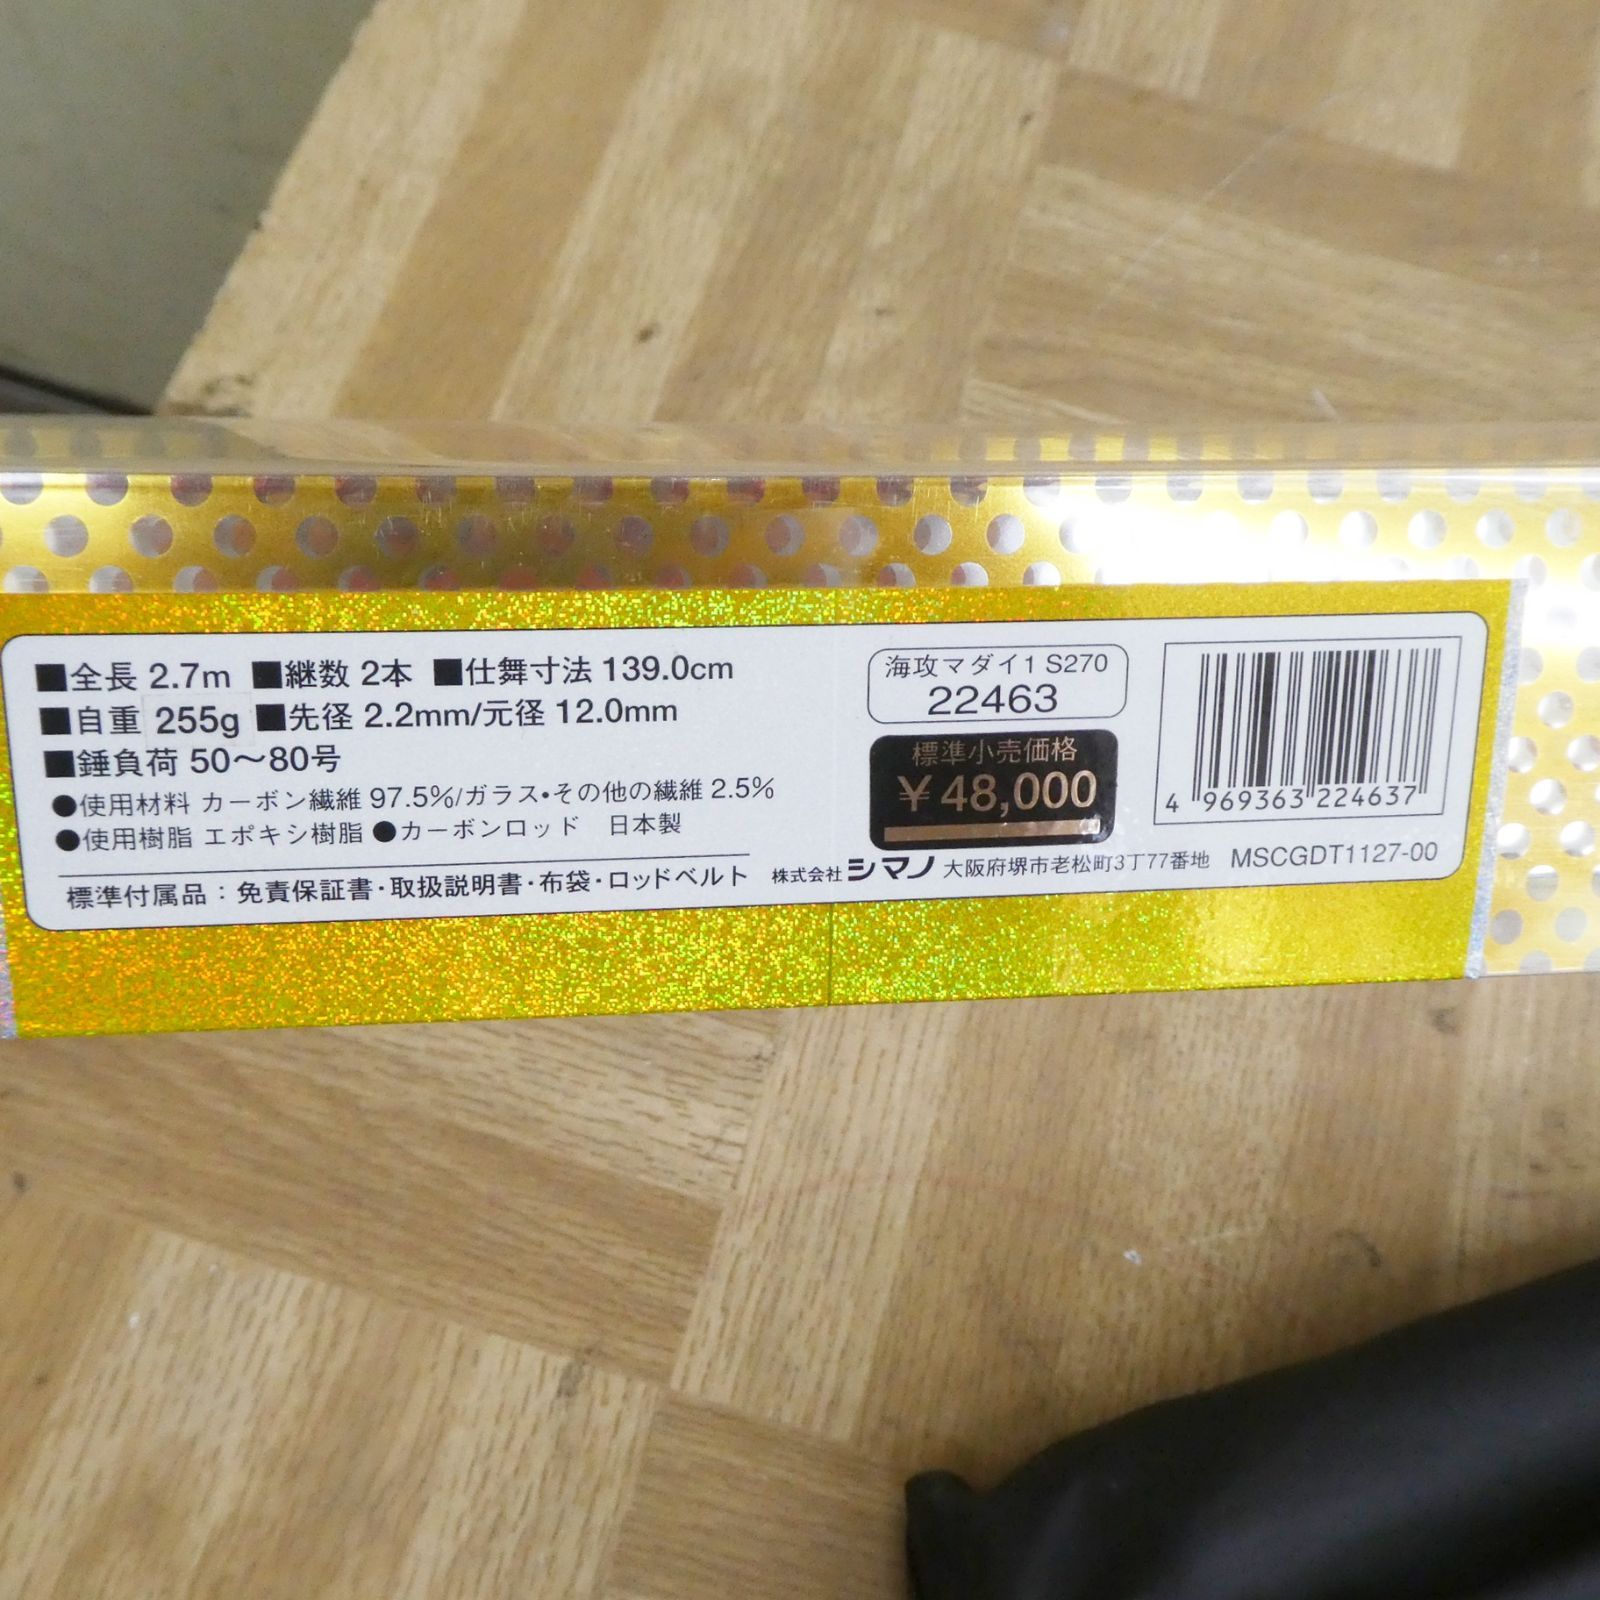 ■全長 2.7m ■継数 2本 ■仕舞寸法 139.0cm
■自重 255g ■先径 2.2mm/元径 12.0mm
■錘負荷 50〜80号
●使用材料 カーボン繊維 97.5%/ガラス・その他の繊維 2.5%
●使用樹脂 エポキシ樹脂 ●カーボンロッド 日本製
標準付属品：免責保証書・取扱説明書・布袋・ロッドベルト
海攻マダイ1 S270
22463
標準小売価格
￥48,000
4 969363 224637
株式会社 シマノ 大阪府堺市老松町3丁77番地 MSCGDT1127-00